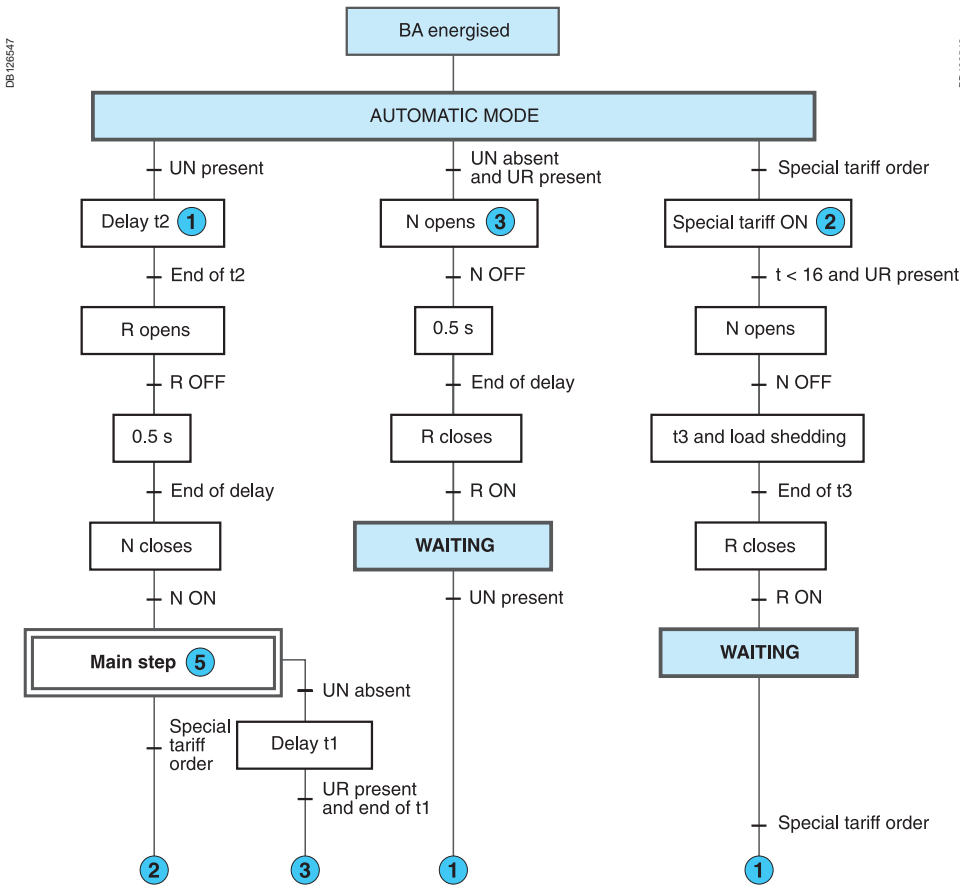 DB126547
BA energised
AUTOMATIC MODE
UN present
UN absent
and UR present
Special tariff order
Delay t2 1
N opens 3
Special tariff ON 2
End of t2
N OFF
t < 16 and UR present
R opens
0.5 s
N opens
R OFF
End of delay
N OFF
0.5 s
R closes
t3 and load shedding
End of delay
R ON
End of t3
N closes
WAITING
R closes
N ON
UN present
R ON
Main step 5
WAITING
UN absent
Special
tariff
order
Delay t1
UR present
and end of t1
Special tariff order
2
3
1
1